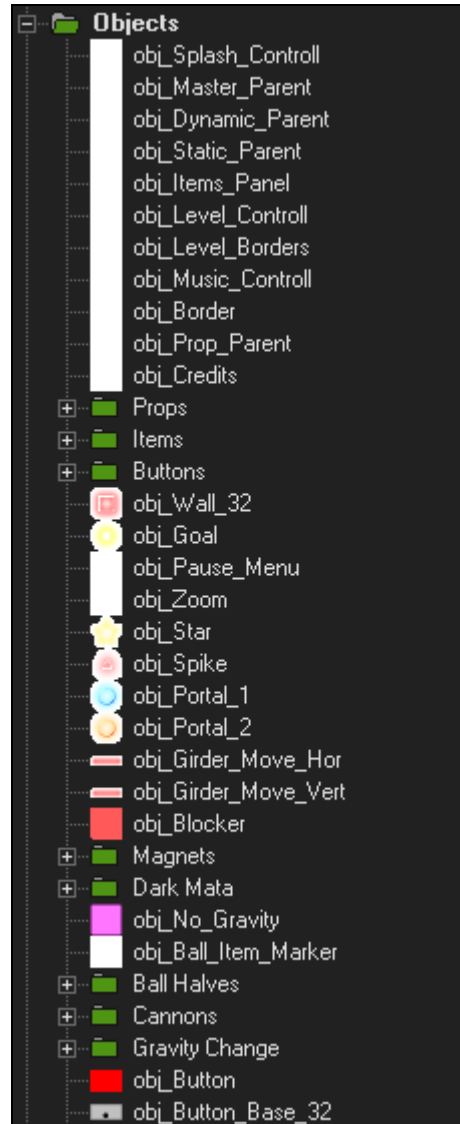 Objects
obj_Splash_Controll
obj_Master_Parent
obj_Dynamic_Parent
obj_Static_Parent
obj_Items_Panel
obj_Level_Controll
obj_Level_Borders
obj_Music_Controll
obj_Border
obj_Prop_Parent
obj_Credits
Props
Items
Buttons
obj_Wall_32
obj_Goal
obj_Pause_Menu
obj_Zoom
obj_Star
obj_Spike
obj_Portal_1
obj_Portal_2
obj_Girder_Move_Hor
obj_Girder_Move_Vert
obj_Blocker
Magnets
Dark Mata
obj_No_Gravity
obj_Ball_Item_Marker
Ball Halves
Cannons
Gravity Change
obj_Button
obj_Button_Base_32